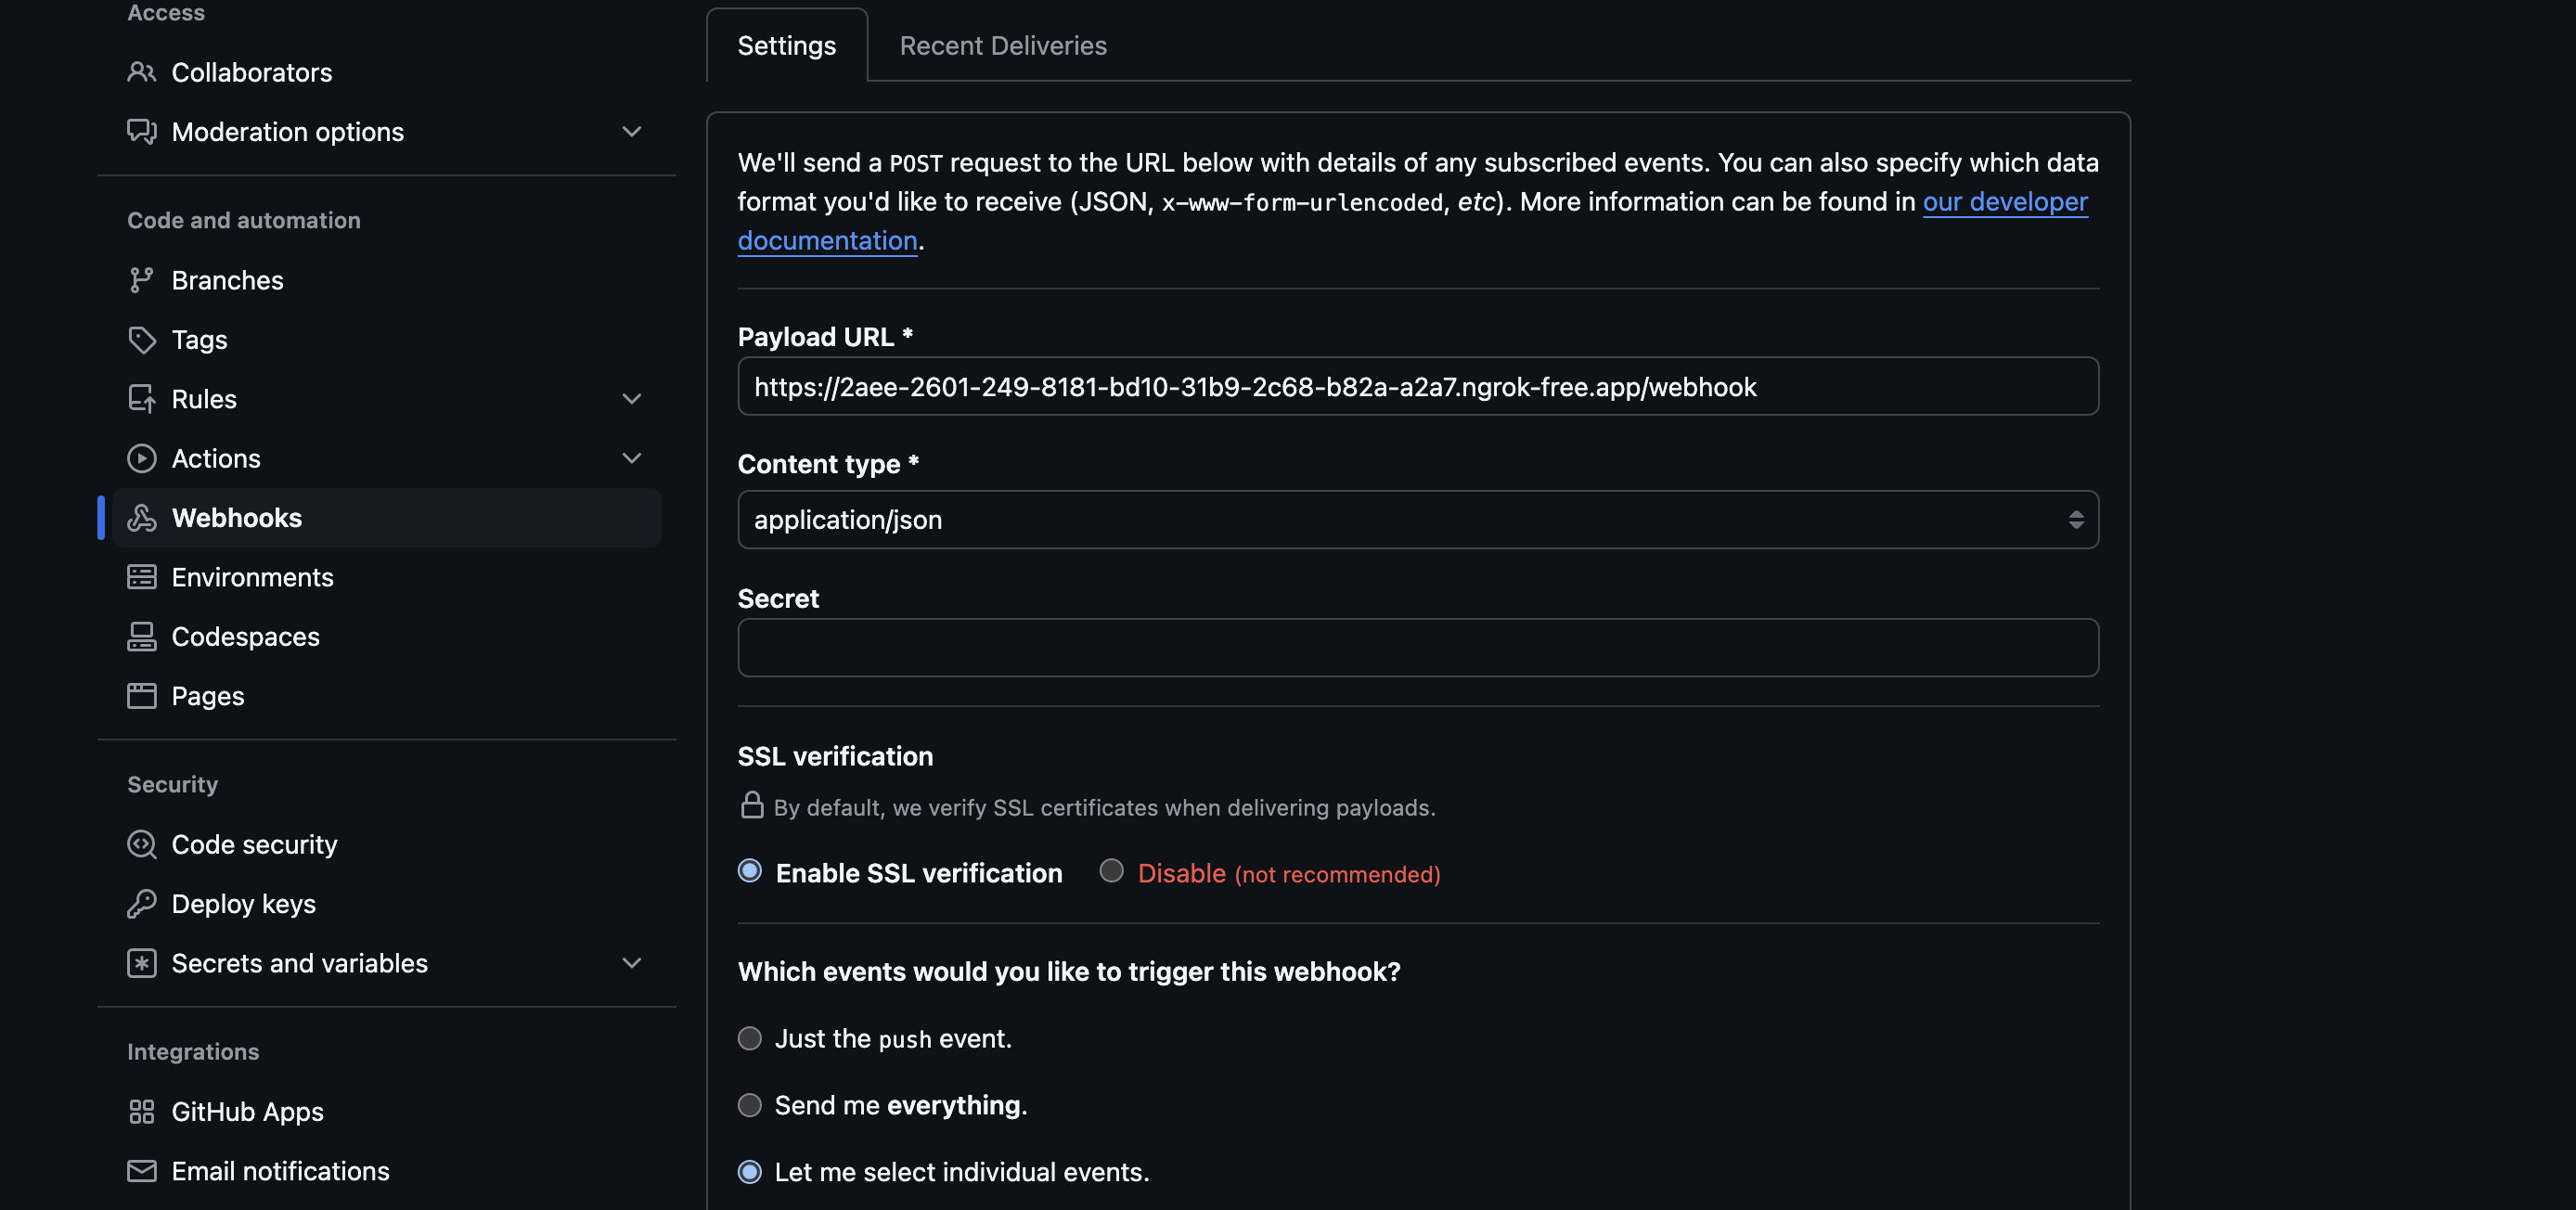 Access
Collaborators
Moderation options
Code and automation
Branches
Tags
Rules
Actions
Webhooks
Environments
Codespaces
Pages
Security
Code security
Deploy keys
Secrets and variables
Integrations
GitHub Apps
Email notifications
Settings
Recent Deliveries
We'll send a POST request to the URL below with details of any subscribed events. You can also specify which data
format you'd like to receive (JSON, x-www-form-urlencoded, etc). More information can be found in our developer
documentation.
Payload URL *
https://2aee-2601-249-8181-bd10-31b9-2c68-b82a-a2a7.ngrok-free.app/webhook
Content type *
application/json
Secret
SSL verification
By default, we verify SSL certificates when delivering payloads.
Enable SSL verification
Disable (not recommended)
Which events would you like to trigger this webhook?
Just the push event.
Send me everything.
Let me select individual events.